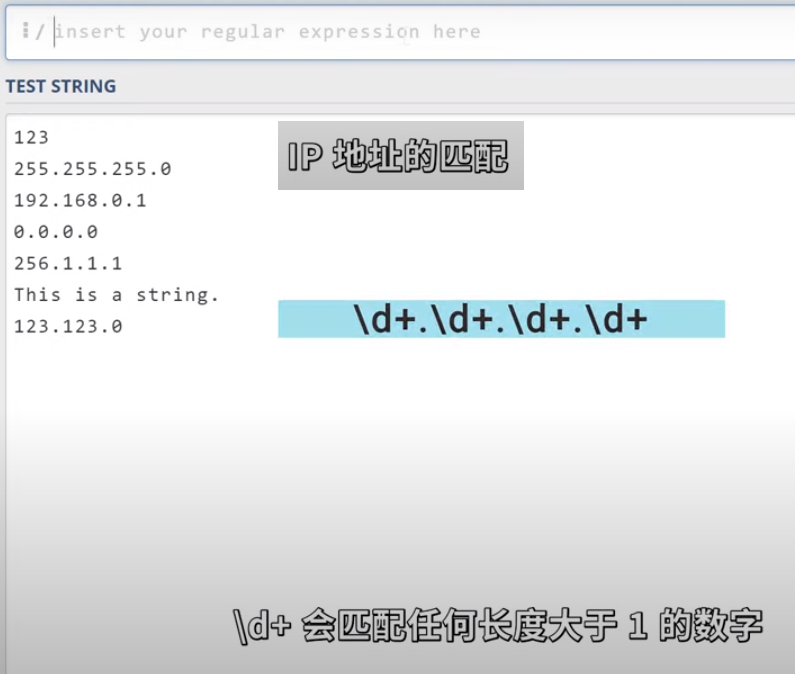 / insert your regular expression here
TEST STRING
123
IP 地址的匹配
255.255.255.0
192.168.0.1
0.0.0.0
256.1.1.1
This is a string.
\d+.\d+.\d+.\d+
123.123.0
\d+ 会匹配任何长度大于 1 的数字